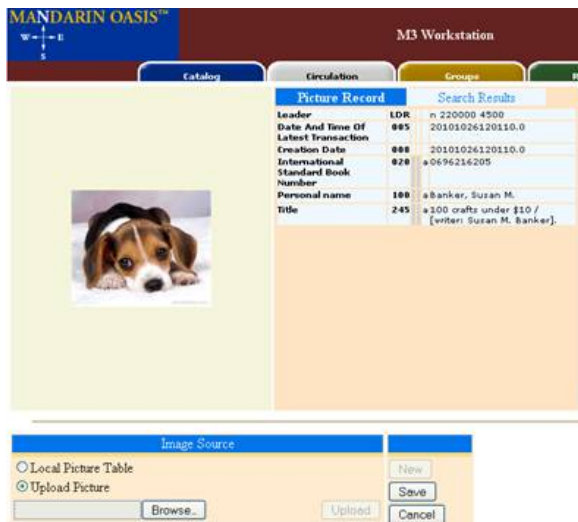 MANDARIN OASIS™
W E
S
M3 Workstation
Catalog Circulation Groups
Picture Record Search Results
Leader LDR n 220000 4500
Date And Time Of Latest Transaction 005 20101026120110.0
Creation Date 008 20101026120110.0
International Standard Book Number 020 a0696216205
Personal name 100 aBanker, Susan M.
Title 245 a100 crafts under $10 /
[writer: Susan M. Banker].
Image Source
Local Picture Table
New
Upload Picture
Save
Browse.. Upload Cancel